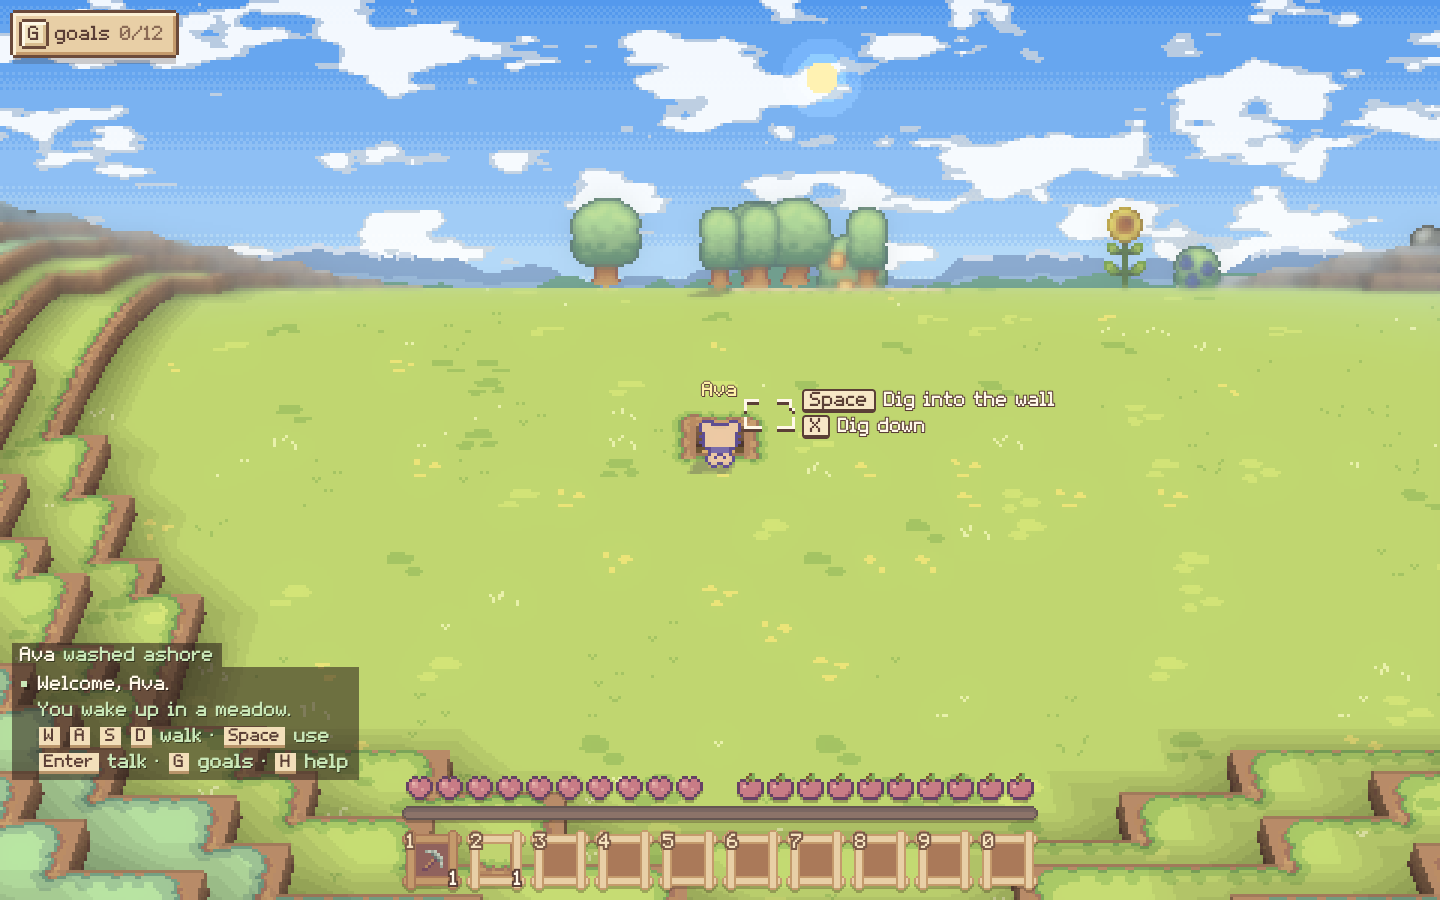 G goals 0/12
Ava
Space Dig into the wall
X Dig down
Ava washed ashore
Welcome, Ava.
You wake up in a meadow.
W A S D walk · Space use
Enter talk · G goals · H help
1 2 3 4 5 6 7 8 9 0
1 1